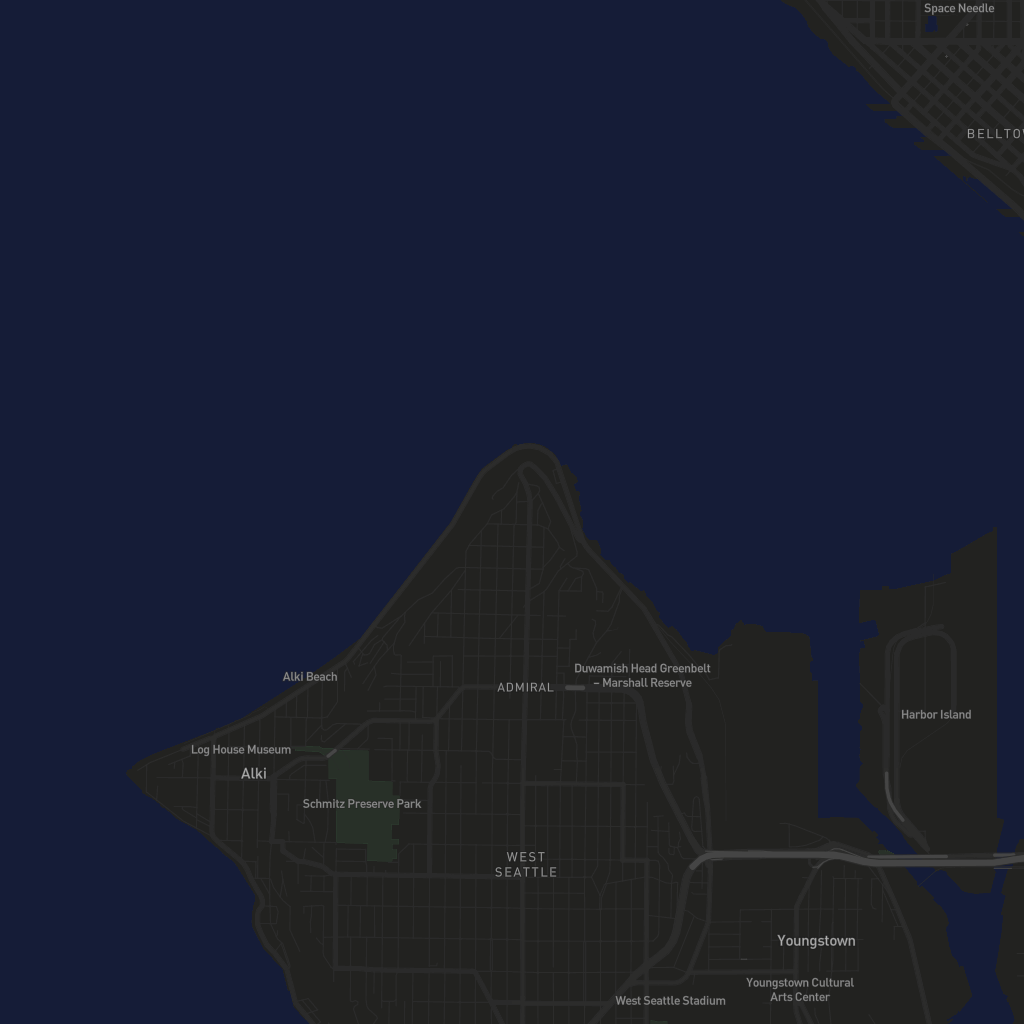 Space Needle
BELLTO
Alki Beach
ADMIRAL
Duwamish Head Greenbelt
– Marshall Reserve
Harbor Island
Log House Museum
Alki
Schmitz Preserve Park
WEST
SEATTLE
Youngstown
Youngstown Cultural
Arts Center
West Seattle Stadium